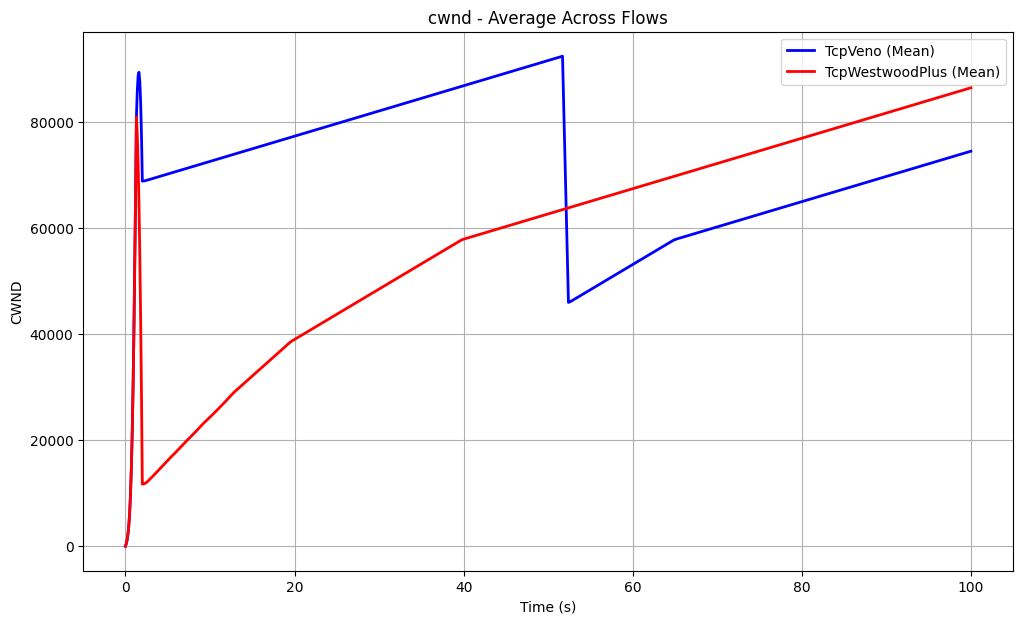 cwnd - Average Across Flows
TcpVeno (Mean)
TcpWestwoodPlus (Mean)
CWND
80000
60000
40000
20000
0
0 20 40 60 80 100
Time (s)